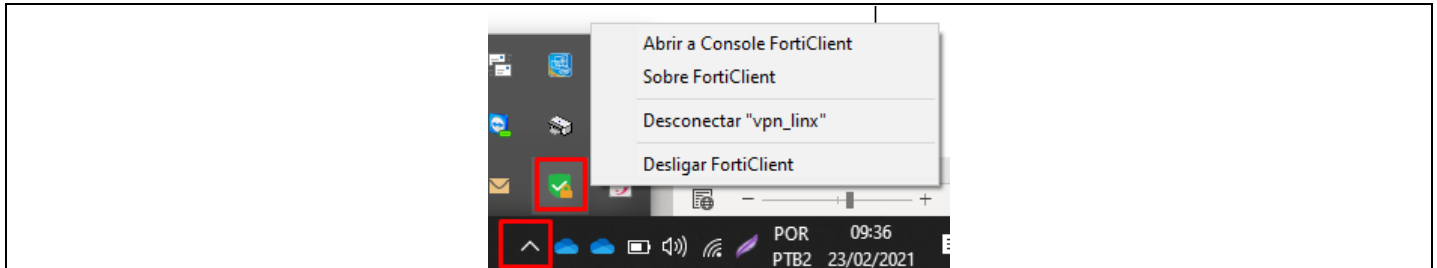 Abrir a Console FortiClient
Sobre FortiClient
Desconectar "vpn_linx"
Desligar FortiClient
POR 09:36
PTB2 23/02/2021